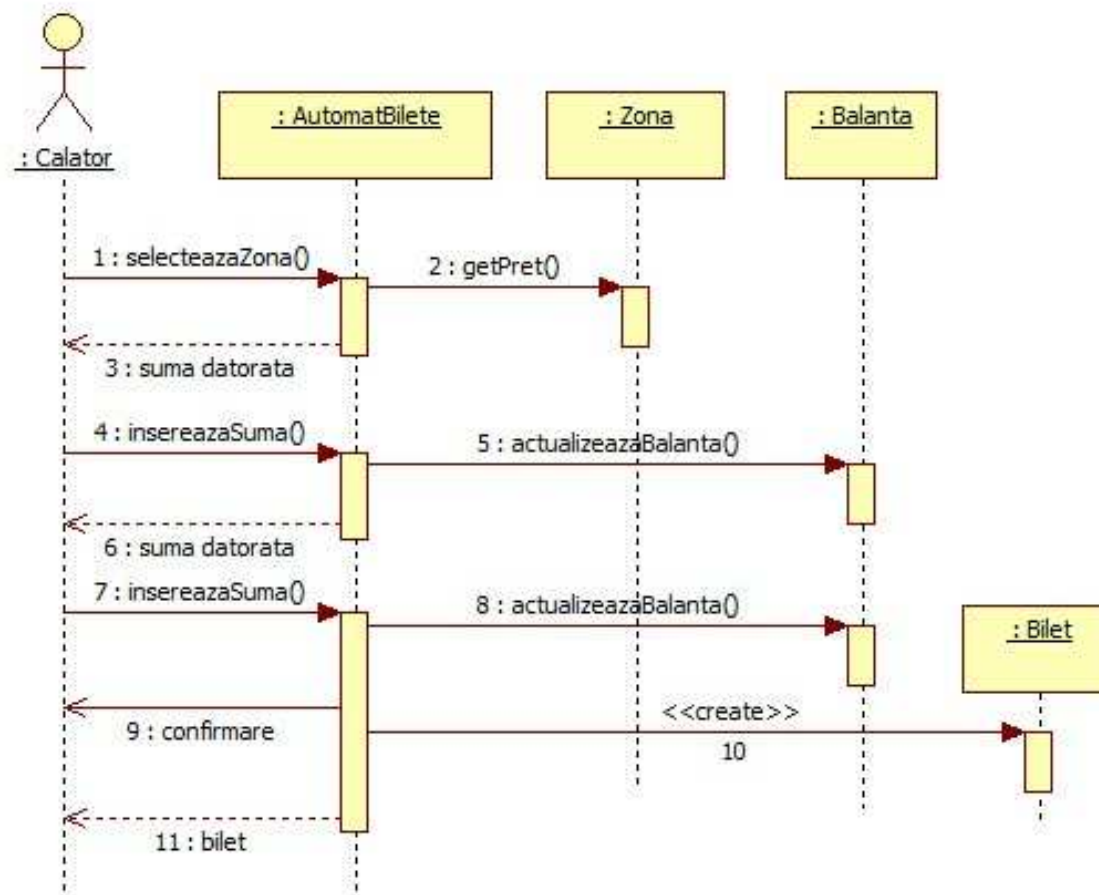 : Calator
: AutomatBilete
: Zona
: Balanta
1 : selecteazaZona()
2 : getPret()
3 : suma datorata
4 : insereazaSuma()
5 : actualizeazaBalanta()
6 : suma datorata
7 : insereazaSuma()
8 : actualizeazaBalanta()
: Bilet
9 : confirmare
<<create>>
10
11 : bilet